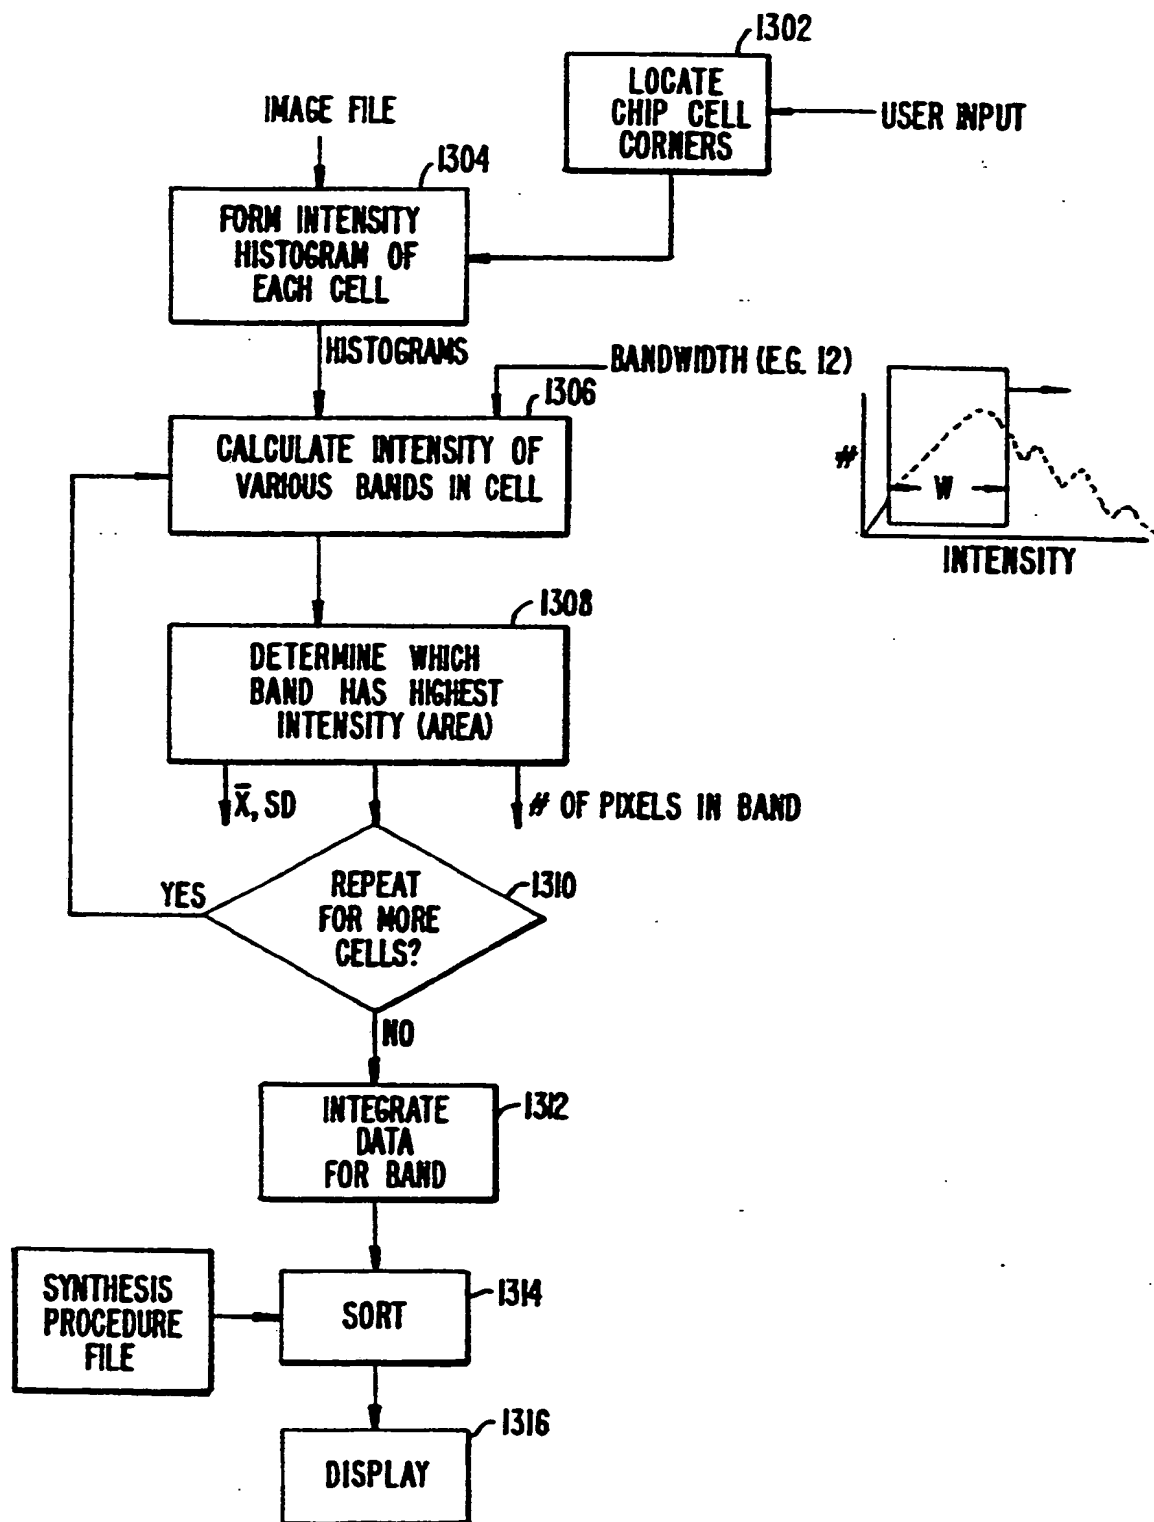 1302
LOCATE
CHIP CELL
CORNERS
USER INPUT
IMAGE FILE
1304
FORM INTENSITY
HISTOGRAM OF
EACH CELL
HISTOGRAMS
BANDWIDTH (E.G. 12)
1306
CALCULATE INTENSITY OF
VARIOUS BANDS IN CELL
#
W
INTENSITY
1308
DETERMINE WHICH
BAND HAS HIGHEST
INTENSITY (AREA)
X̅, SD
# OF PIXELS IN BAND
YES
REPEAT
FOR MORE
CELLS?
1310
NO
1312
INTEGRATE
DATA
FOR BAND
SYNTHESIS
PROCEDURE
FILE
1314
SORT
1316
DISPLAY